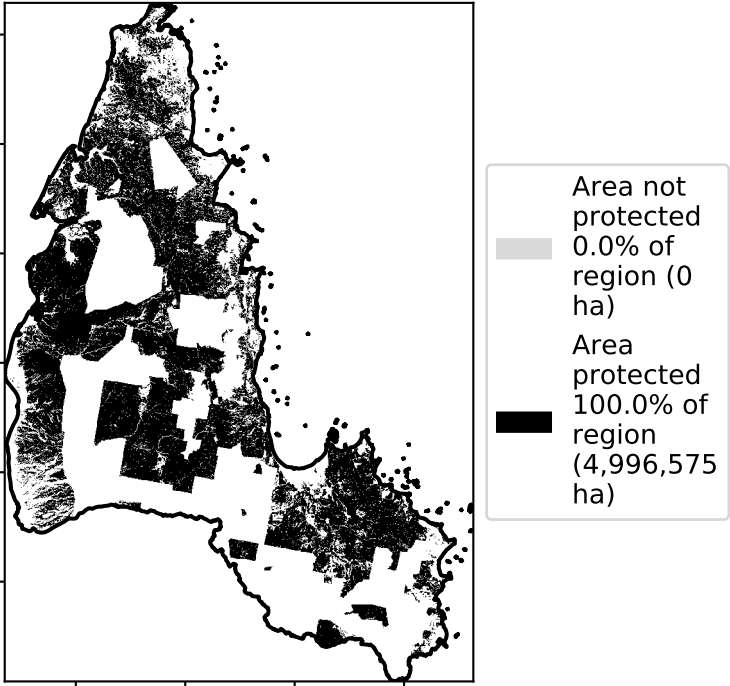 Area not
protected
0.0% of
region (0
ha)
Area
protected
100.0% of
region
(4,996,575
ha)